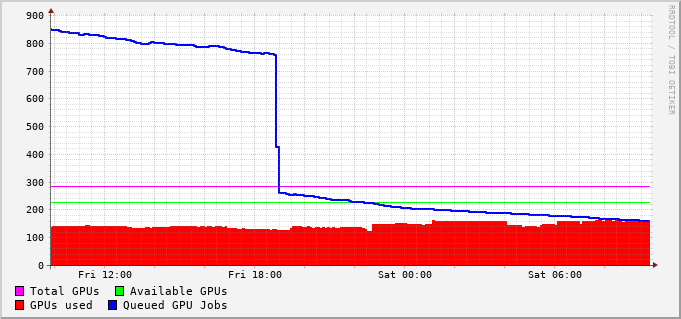 900
800
700
600
500
400
300
200
100
0
Fri 12:00 Fri 18:00 Sat 00:00 Sat 06:00
Total GPUs Available GPUs
GPUs used Queued GPU Jobs
RRDTOOL / TOBI OETIKER